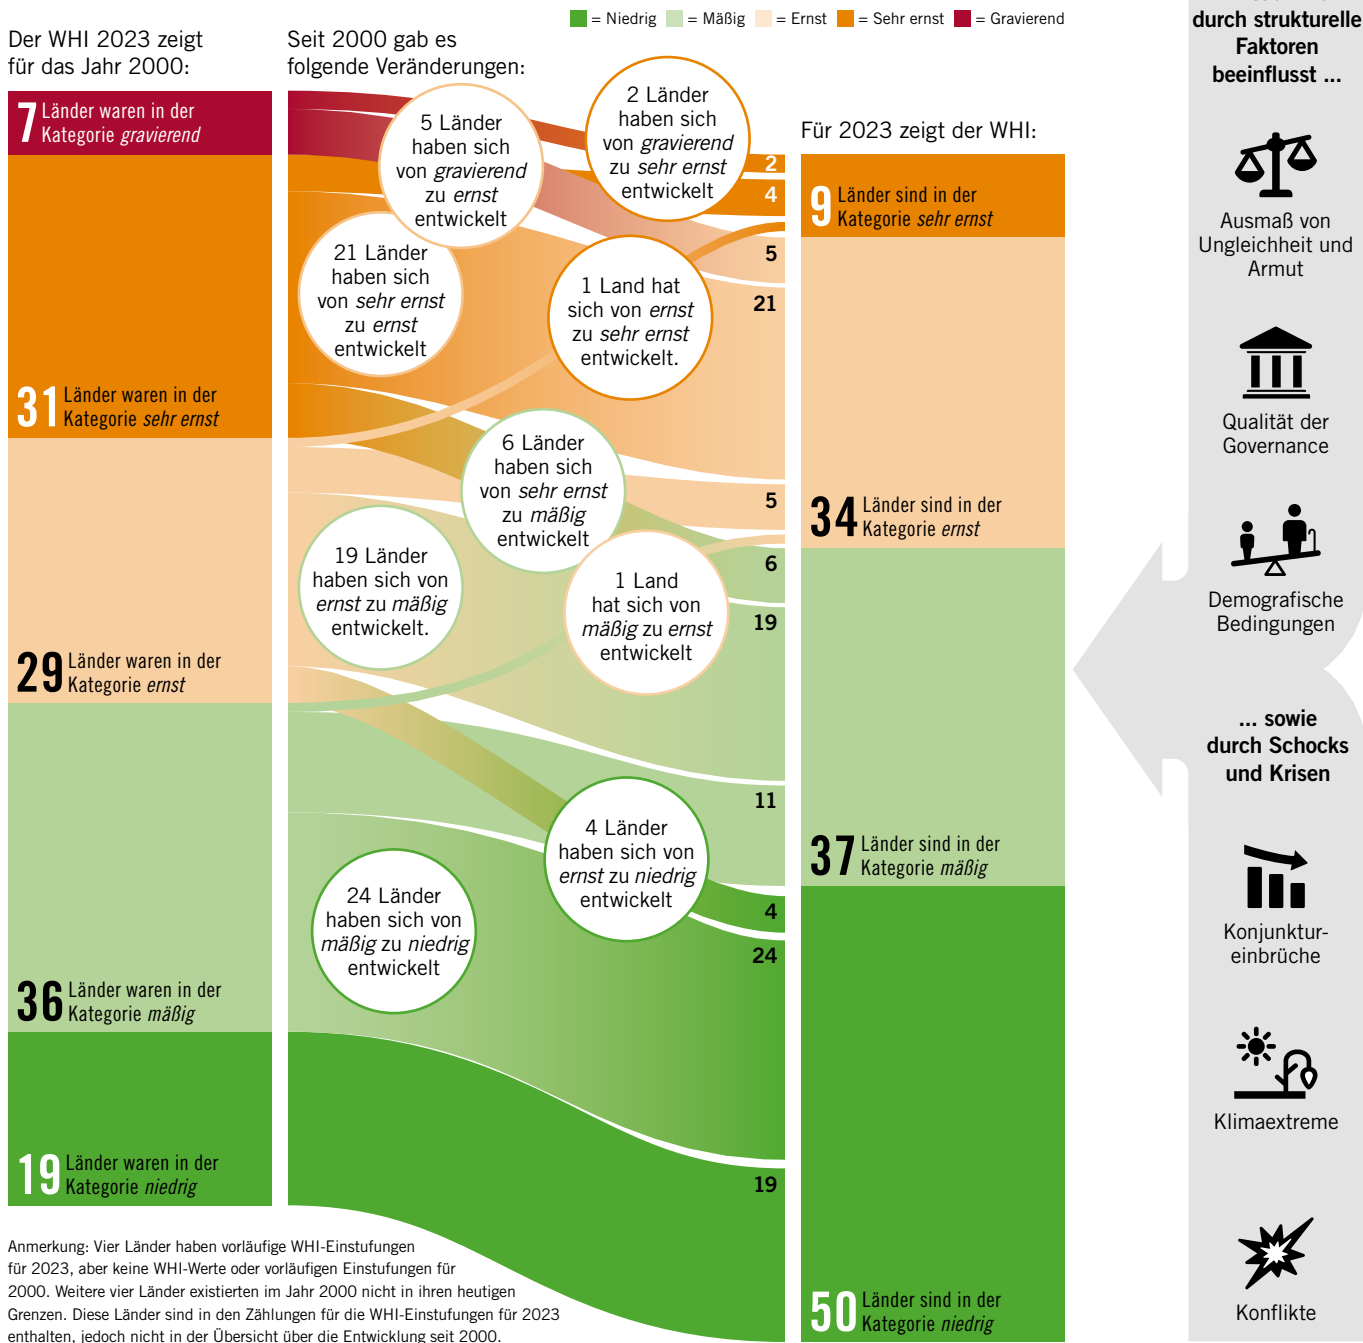 = Niedrig = Mäßig = Ernst = Sehr ernst = Gravierend
Der WHI 2023 zeigt
für das Jahr 2000:
7 Länder waren in der
Kategorie gravierend
31 Länder waren in der
Kategorie sehr ernst
29 Länder waren in der
Kategorie ernst
36 Länder waren in der
Kategorie mäßig
19 Länder waren in der
Kategorie niedrig
Seit 2000 gab es
folgende Veränderungen:
5 Länder
haben sich
von gravierend
zu ernst
entwickelt
2 Länder
haben sich
von gravierend
zu sehr ernst
entwickelt
21 Länder
haben sich
von sehr ernst
zu ernst
entwickelt
1 Land hat
sich von ernst
zu sehr ernst
entwickelt.
6 Länder
haben sich
von sehr ernst
zu mäßig
entwickelt
19 Länder
haben sich von
ernst zu mäßig
entwickelt.
1 Land
hat sich von
mäßig zu ernst
entwickelt
4 Länder
haben sich von
ernst zu niedrig
entwickelt
24 Länder
haben sich von
mäßig zu niedrig
entwickelt
2
4
5
21
5
6
19
11
4
24
19
Für 2023 zeigt der WHI:
9 Länder sind in der
Kategorie sehr ernst
34 Länder sind in der
Kategorie ernst
37 Länder sind in der
Kategorie mäßig
50 Länder sind in der
Kategorie niedrig
durch strukturelle
Faktoren
beeinflusst ...
Ausmaß von
Ungleichheit und
Armut
Qualität der
Governance
Demografische
Bedingungen
... sowie
durch Schocks
und Krisen
Konjunktur-
einbrüche
Klimaextreme
Konflikte
Anmerkung: Vier Länder haben vorläufige WHI-Einstufungen
für 2023, aber keine WHI-Werte oder vorläufigen Einstufungen für
2000. Weitere vier Länder existierten im Jahr 2000 nicht in ihren heutigen
Grenzen. Diese Länder sind in den Zählungen für die WHI-Einstufungen für 2023
enthalten, jedoch nicht in der Übersicht über die Entwicklung seit 2000.